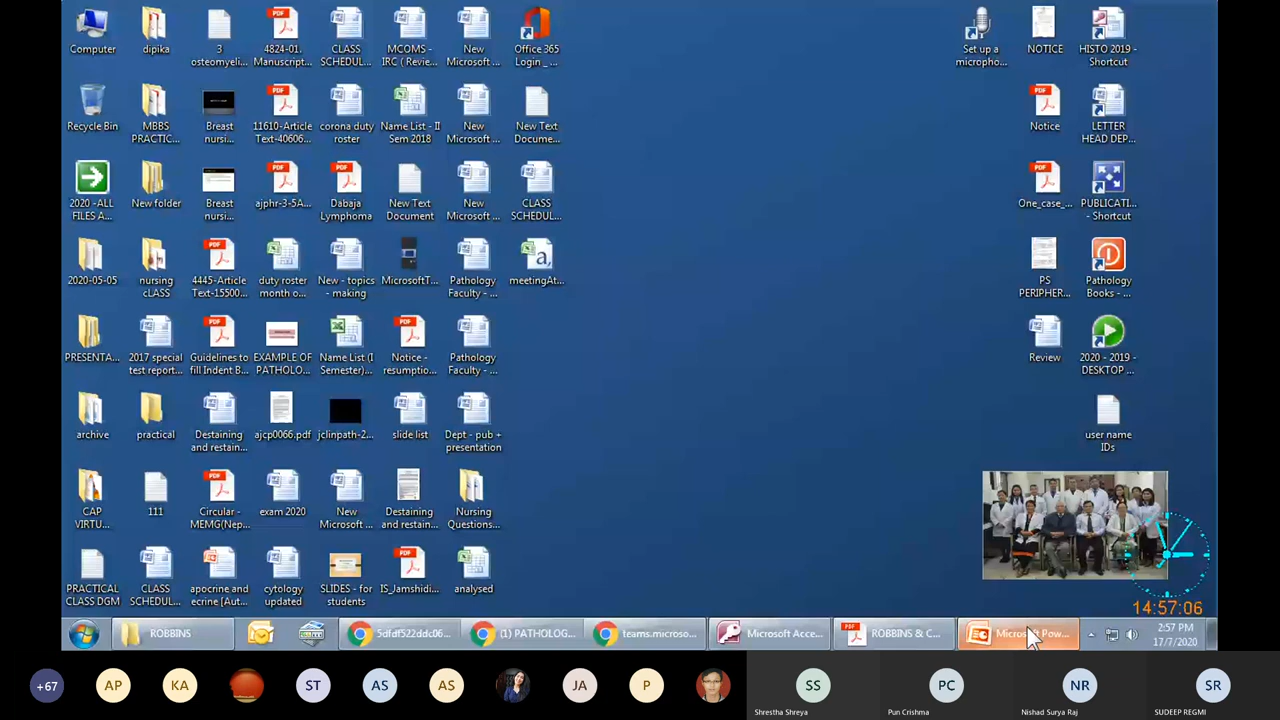 Computer
dipika
3
osteomyeli...
4824-01.
Manuscript...
CLASS
SCHEDUL...
MCOMS -
IRC ( Revie...
New
Microsoft ...
Office 365
Login _ ...
Set up a
micropho...
NOTICE
HISTO 2019 -
Shortcut
Recycle Bin
MBBS
PRACTIC...
Breast
nursi...
11610-Article
Text-40606...
corona duty
roster
Name List - II
Sem 2018
New
Microsoft ...
New Text
Docume...
Notice
LETTER
HEAD DEP...
2020 -ALL
FILES A...
New folder
Breast
nursi...
ajphr-3-5A...
Dabaja
Lymphoma
New Text
Document
New
Microsoft ...
CLASS
SCHEDUL...
One_case_...
PUBLICATI...
- Shortcut
2020-05-05
nursing
cLASS
4445-Article
Text-15500...
duty roster
month o...
New - topics
- making
MicrosoftT...
Pathology
Faculty - ...
meetingAt...
PS
PERIPHER...
Pathology
Books - ...
PRESENTA...
2017 special
test report...
Guidelines to
fill Indent B...
EXAMPLE OF
PATHOLO...
Name List (I
Semester)...
Notice -
resumptio...
Pathology
Faculty - ...
Review
2020 - 2019 -
DESKTOP ...
archive
practical
Destaining
and restain...
ajcp0066.pdf
jclinpath-2...
slide list
Dept - pub +
presentation
user name
IDs
CAP
VIRTU...
111
Circular -
MEMG(Nep...
exam 2020
New
Microsoft ...
Destaining
and restain...
Nursing
Questions...
PRACTICAL
CLASS DGM
CLASS
SCHEDUL...
apocrine and
ecrine [Aut...
cytology
updated
SLIDES - for
students
IS_Jamshidi...
analysed
14:57:06
ROBBINS
5dfdf522ddc06...
(1) PATHOLOG...
teams.microso...
Microsoft Acce...
ROBBINS & C...
Microsoft Pow...
2:57 PM
17/7/2020
+67
AP
KA
ST
AS
AS
JA
P
SS
PC
NR
SR
Shrestha Shreya
Pun Crishma
Nishad Surya Raj
SUDEEP REGMI